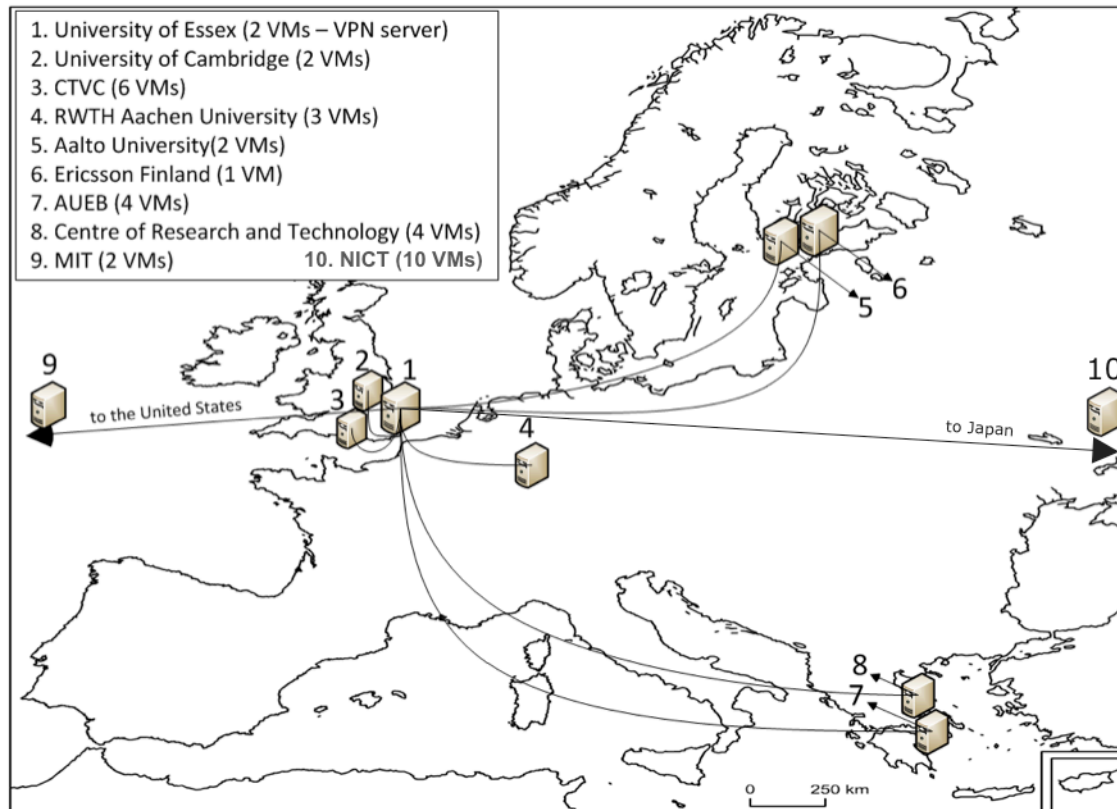 1. University of Essex (2 VMs – VPN server)
2. University of Cambridge (2 VMs)
3. CTVC (6 VMs)
4. RWTH Aachen University (3 VMs)
5. Aalto University(2 VMs)
6. Ericsson Finland (1 VM)
7. AUEB (4 VMs)
8. Centre of Research and Technology (4 VMs)
9. MIT (2 VMs) 10. NICT (10 VMs)
6
5
9
2
1
10
3
to the United States
4
to Japan
8
7
0 250 km